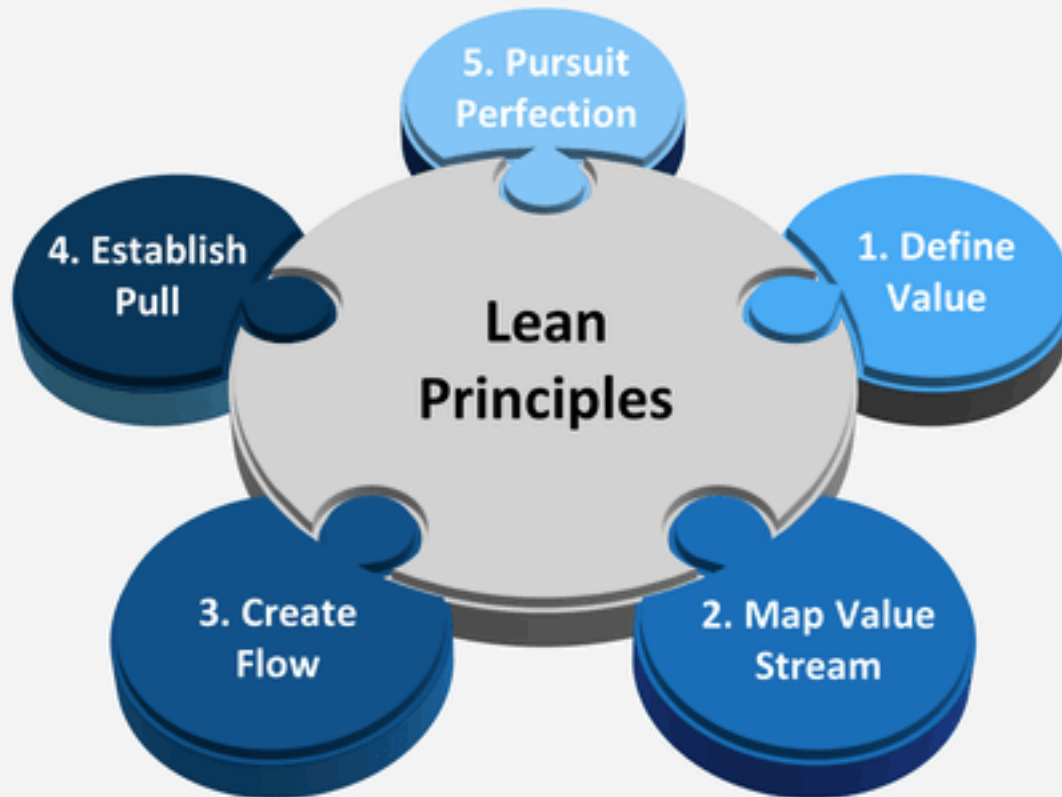 5. Pursuit
Perfection
4. Establish
Pull
1. Define
Value
Lean
Principles
3. Create
Flow
2. Map Value
Stream